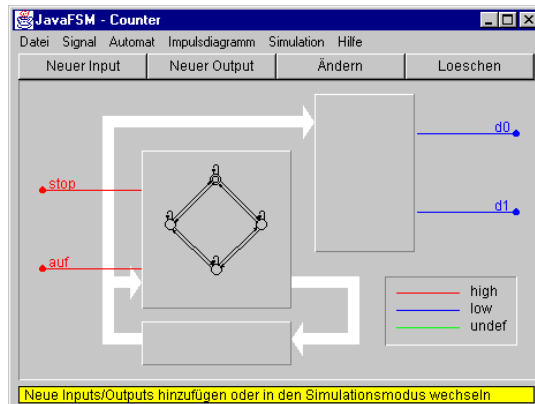 JavaFSM - Counter
Datei Signal Automat Impulsdiagramm Simulation Hilfe
Neuer Input Neuer Output Ändern Loeschen
d0
stop
d1
auf
high
low
undef
Neue Inputs/Outputs hinzufügen oder in den Simulationsmodus wechseln